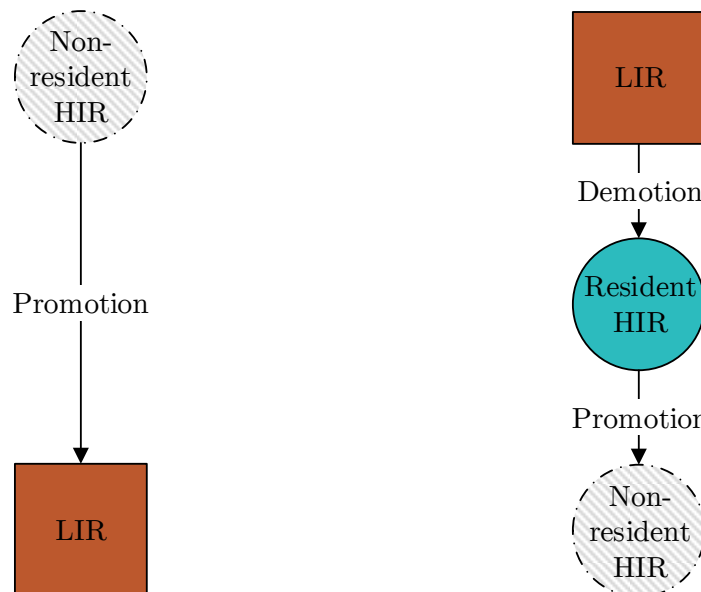 Non-
resident
HIR
Promotion
LIR
LIR
Demotion
Resident
HIR
Promotion
Non-
resident
HIR